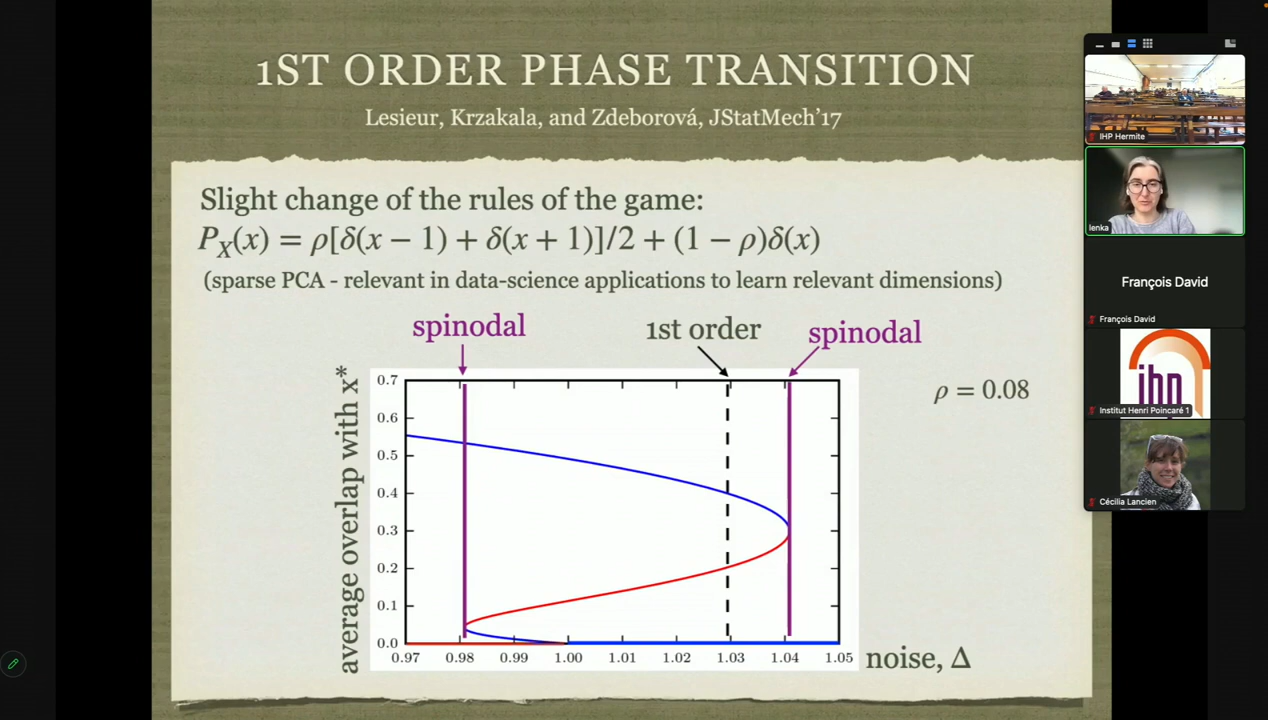 1ST ORDER PHASE TRANSITION
Lesieur, Krzakala, and Zdeborová, JStatMech'17
Slight change of the rules of the game:
P_X(x) = ρ[δ(x − 1) + δ(x + 1)]/2 + (1 − ρ)δ(x)
(sparse PCA - relevant in data-science applications to learn relevant dimensions)
spinodal
1st order
spinodal
ρ = 0.08
average overlap with x*
0.7
0.6
0.5
0.4
0.3
0.2
0.1
0.0
0.97 0.98 0.99 1.00 1.01 1.02 1.03 1.04 1.05
noise, Δ
IHP Hermite
lenka
François David
François David
ihp
Institut Henri Poincaré 1
Cécilia Lancien